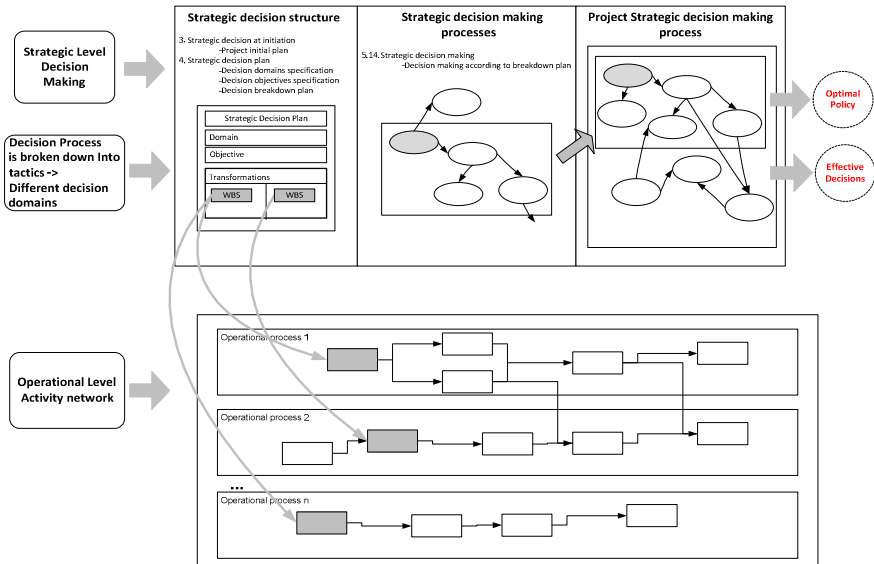 Strategic Level
Decision
Making
Decision Process
is broken down Into
tactics ->
Different decision
domains
Strategic decision structure
3. Strategic decision at initiation
-Project initial plan
4. Strategic decision plan
-Decision domains specification
-Decision objectives specification
-Decision breakdown plan
Strategic Decision Plan
Domain
Objective
Transformations
WBS
WBS
Strategic decision making
processes
5.14. Strategic decision making
-Decision making according to breakdown plan
Project Strategic decision making
process
Optimal
Policy
Effective
Decisions
Operational Level
Activity network
Operational process 1
Operational process 2
...
Operational process n